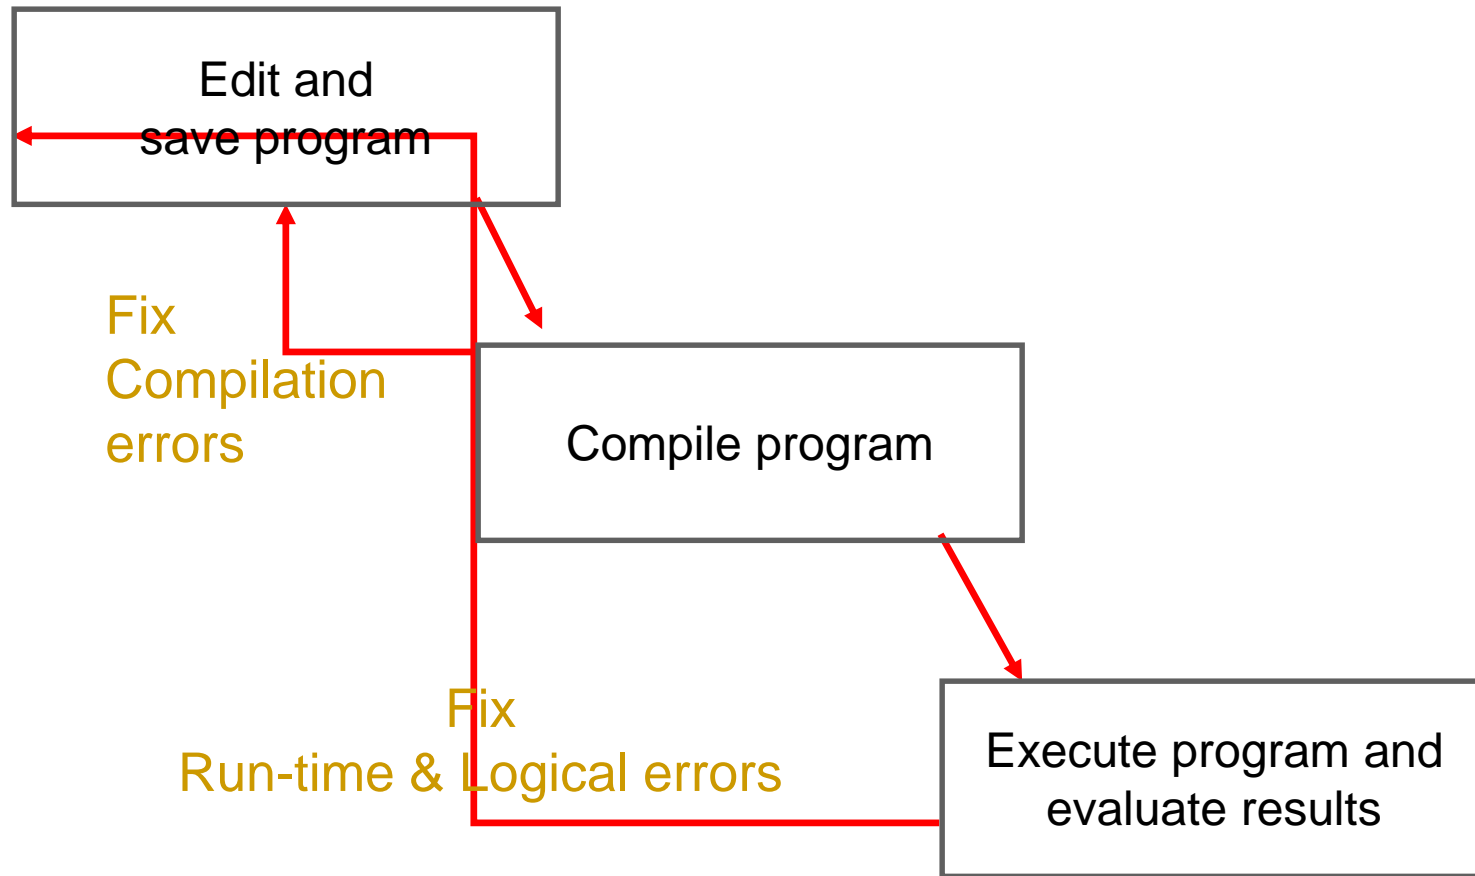 Edit and
save program
Fix
Compilation
errors
Compile program
Fix
Run-time & Logical errors
Execute program and
evaluate results